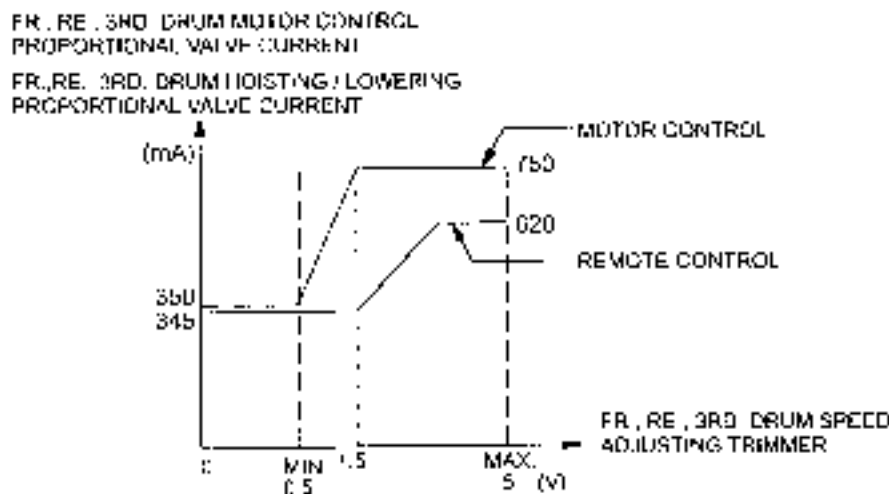 FR., RE., 3RD. DRUM MOTOR CONTROL
PROPORTIONAL VALVE CURRENT
FR.,RE., 3RD. DRUM HOISTING / LOWERING
PROPORTIONAL VALVE CURRENT
(mA)
MOTOR CONTROL
750
620
REMOTE CONTROL
350
345
FR., RE., 3RD. DRUM SPEED
ADJUSTING TRIMMER
0
MIN
0.5
MAX.
5 (V)